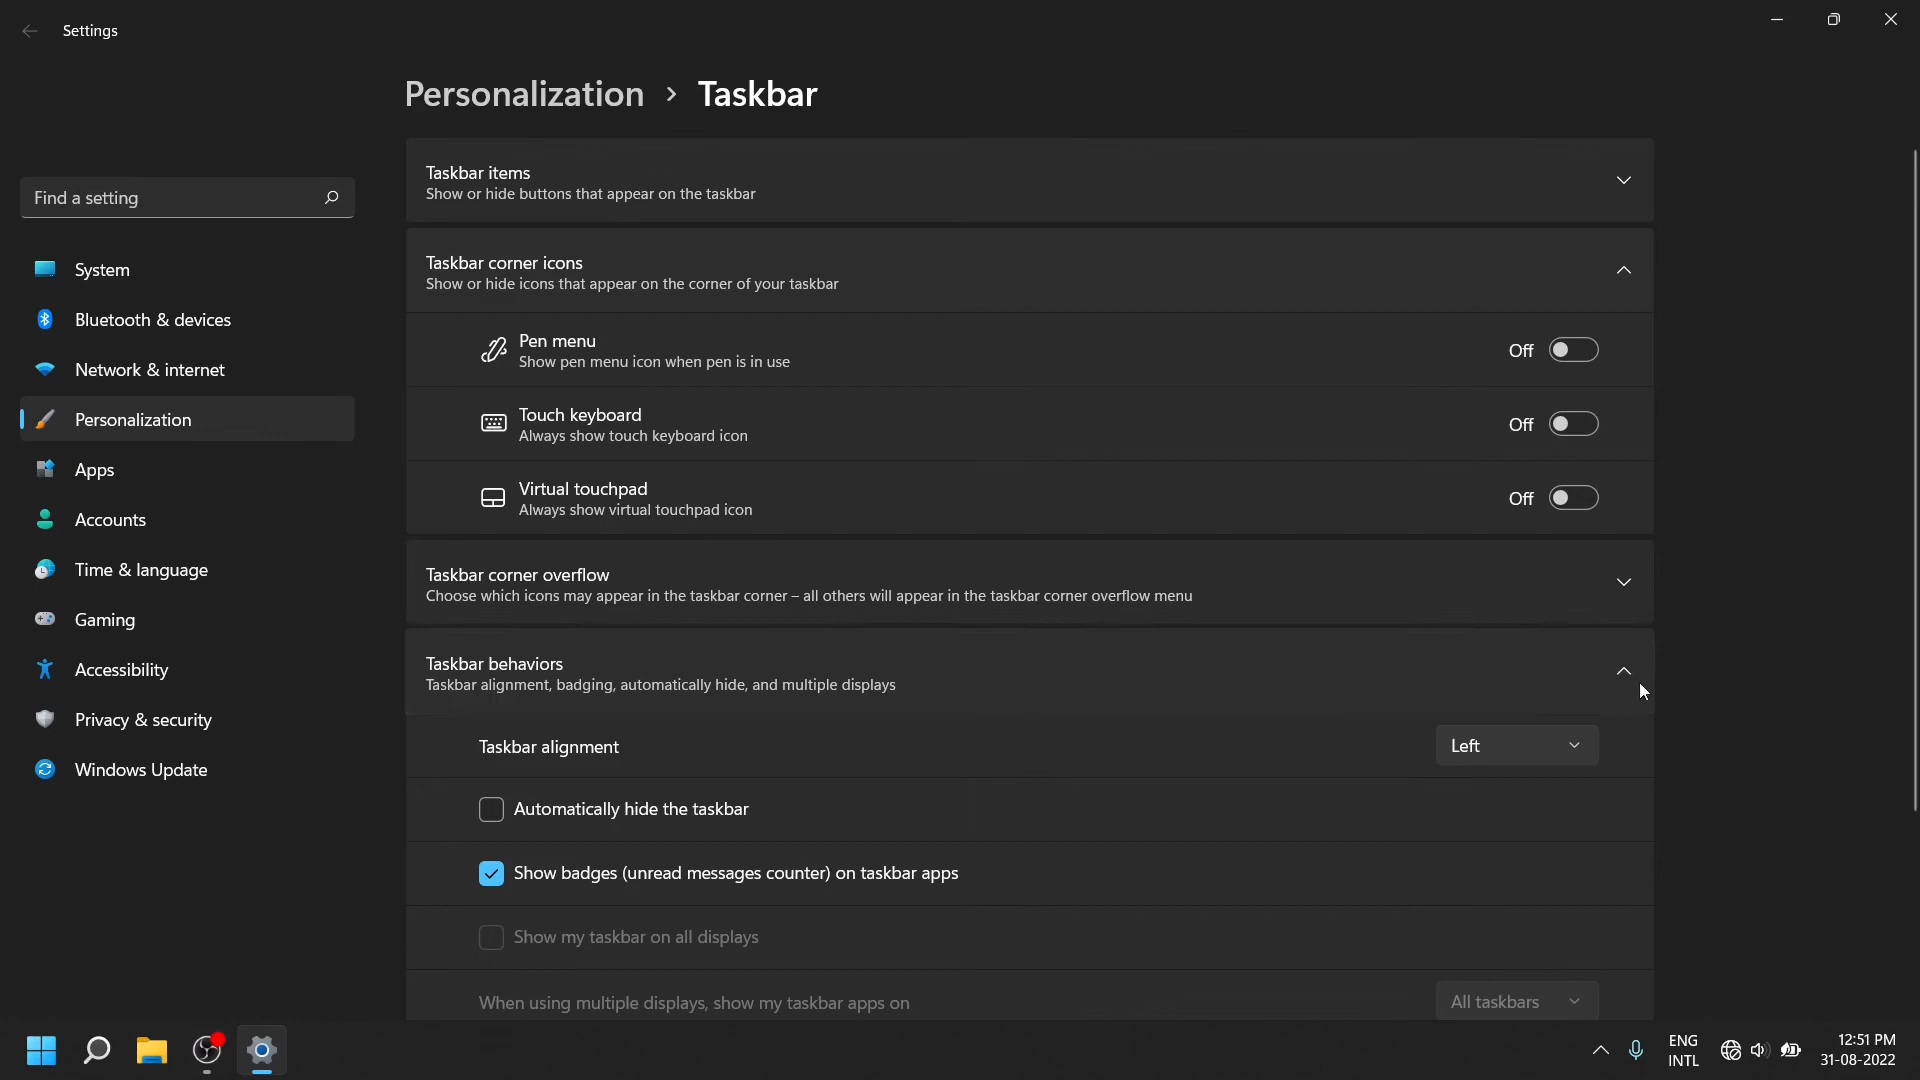 Settings
Personalization > Taskbar
Find a setting
System
Bluetooth & devices
Network & internet
Personalization
Apps
Accounts
Time & language
Gaming
Accessibility
Privacy & security
Windows Update
Taskbar items
Show or hide buttons that appear on the taskbar
Taskbar corner icons
Show or hide icons that appear on the corner of your taskbar
Pen menu
Show pen menu icon when pen is in use
Off
Touch keyboard
Always show touch keyboard icon
Off
Virtual touchpad
Always show virtual touchpad icon
Off
Taskbar corner overflow
Choose which icons may appear in the taskbar corner – all others will appear in the taskbar corner overflow menu
Taskbar behaviors
Taskbar alignment, badging, automatically hide, and multiple displays
Taskbar alignment
Left
Automatically hide the taskbar
Show badges (unread messages counter) on taskbar apps
Show my taskbar on all displays
When using multiple displays, show my taskbar apps on
All taskbars
ENG
INTL
12:51 PM
31-08-2022